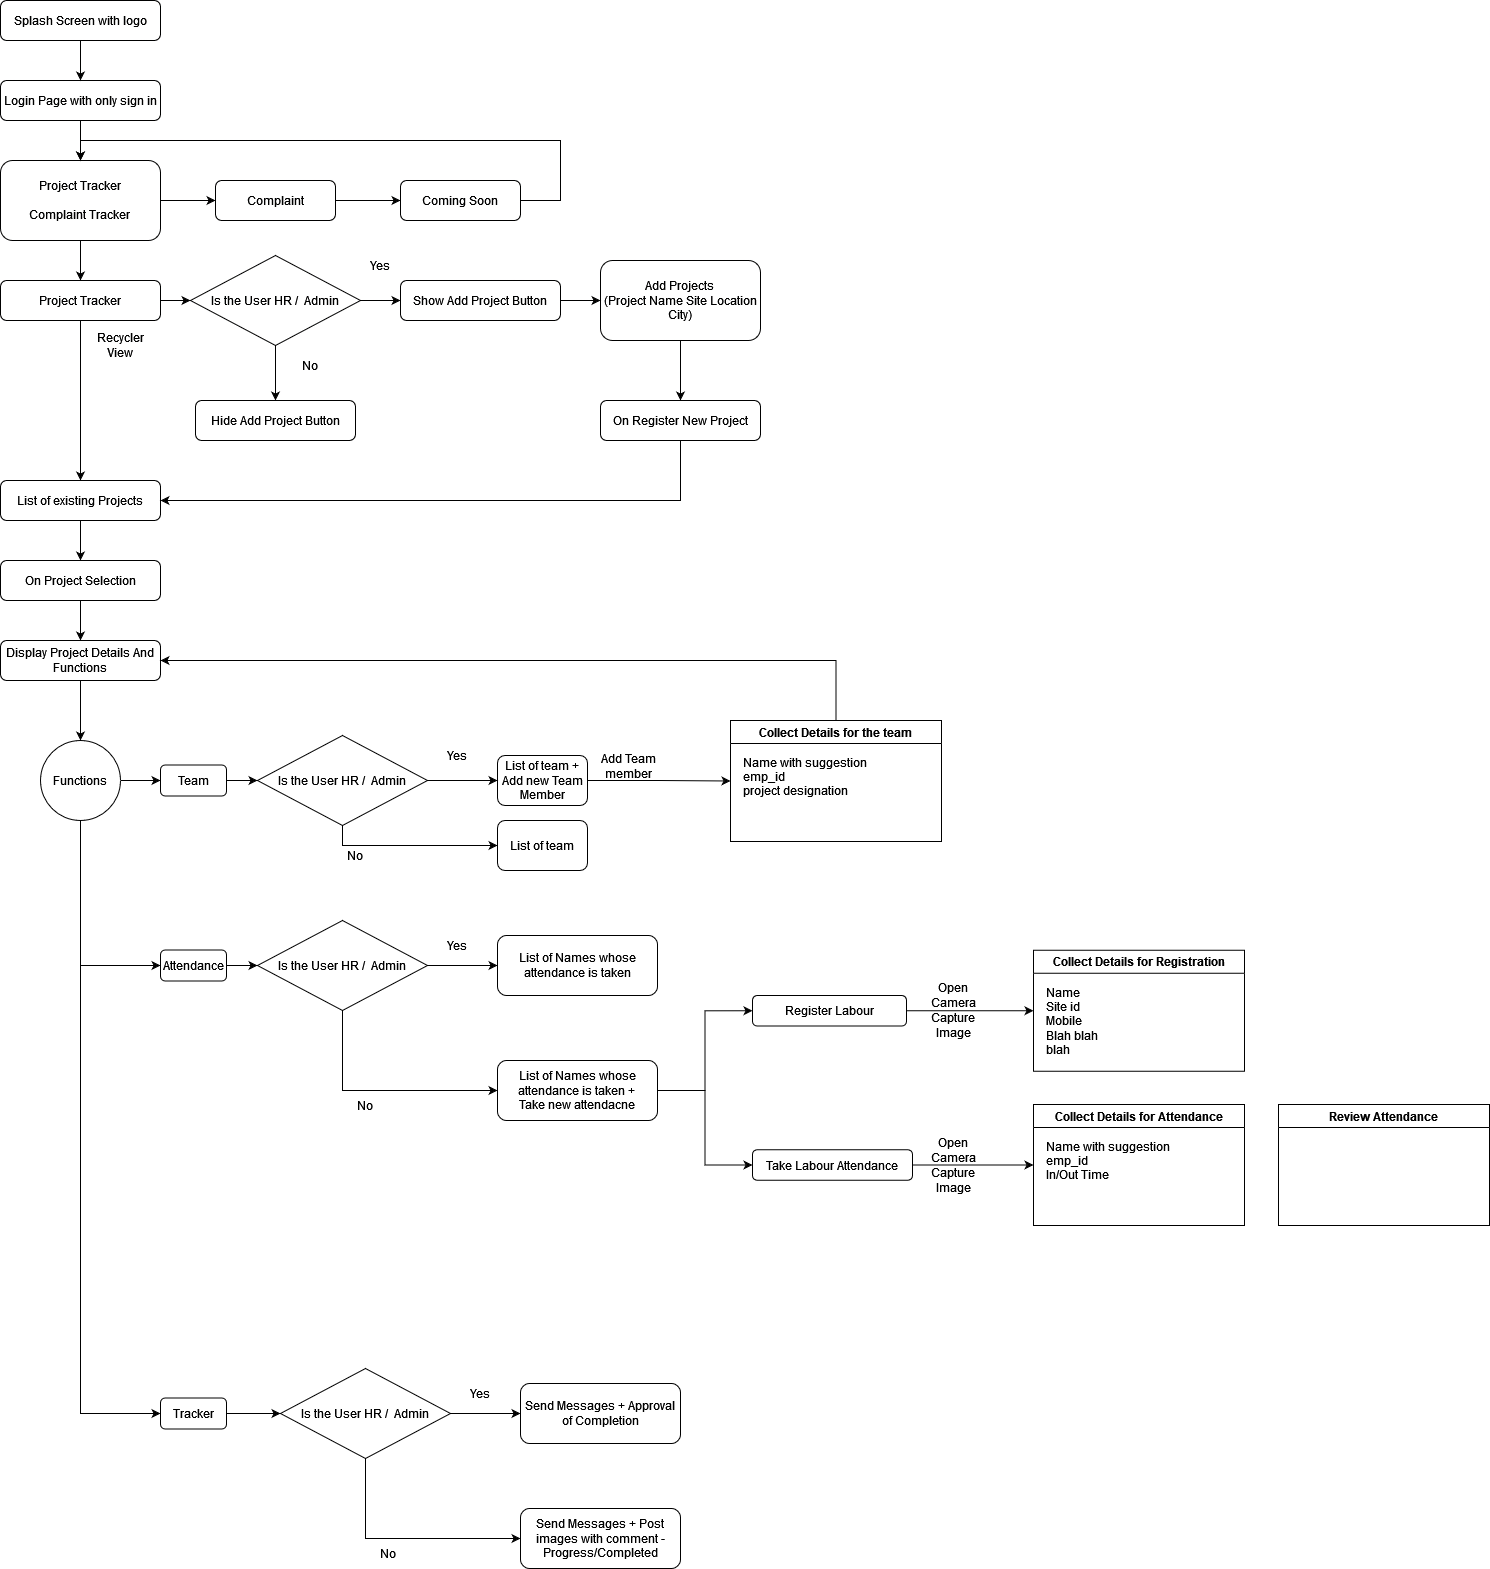 Splash Screen with logo
Login Page with only sign in
Project Tracker
Complaint Tracker
Complaint
Coming Soon
Project Tracker
Is the User HR /  Admin
Yes
Show Add Project Button
Add Projects
(Project Name Site Location
City)
Recycler
View
No
Hide Add Project Button
On Register New Project
List of existing Projects
On Project Selection
Display Project Details And
Functions
Functions
Team
Is the User HR /  Admin
Yes
List of team +
Add new Team
Member
Add Team
member
Collect Details for the team
Name with suggestion
emp_id
project designation
No
List of team
Attendance
Is the User HR /  Admin
Yes
List of Names whose
attendance is taken
No
List of Names whose
attendance is taken +
Take new attendacne
Register Labour
Open
Camera
Capture
Image
Collect Details for Registration
Name
Site id
Mobile
Blah blah
blah
Take Labour Attendance
Open
Camera
Capture
Image
Collect Details for Attendance
Name with suggestion
emp_id
In/Out Time
Review Attendance
Tracker
Is the User HR /  Admin
Yes
Send Messages + Approval
of Completion
No
Send Messages + Post
images with comment -
Progress/Completed